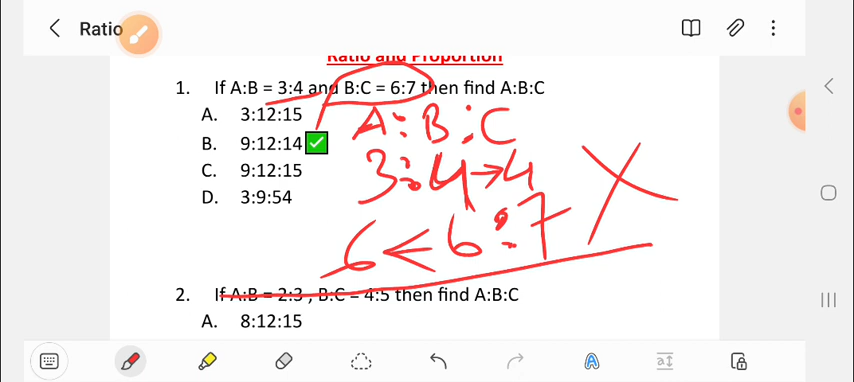 Ratio
Ratio and Proportion
1. If A:B = 3:4 and B:C = 6:7 then find A:B:C
A. 3:12:15
B. 9:12:14
C. 9:12:15
D. 3:9:54
A:B:C
3:4→4
6<6:7
2. If A:B = 2:3 , B:C = 4:5 then find A:B:C
A. 8:12:15